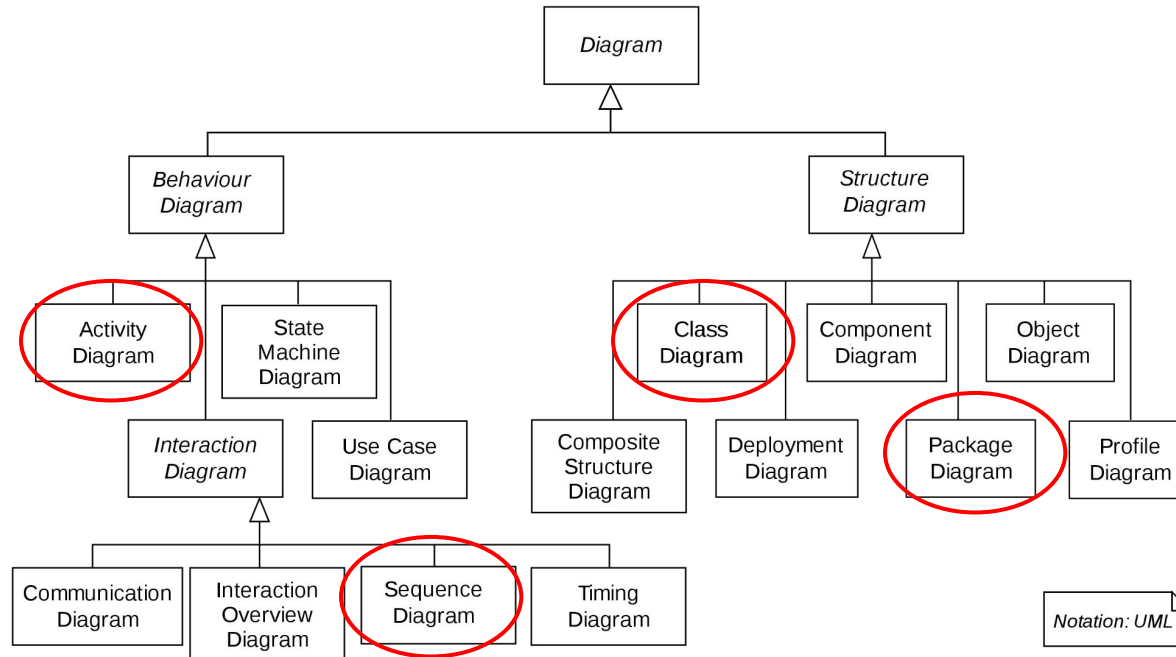 Diagram
Behaviour
Diagram
Structure
Diagram
Activity
Diagram
State
Machine
Diagram
Class
Diagram
Component
Diagram
Object
Diagram
Interaction
Diagram
Use Case
Diagram
Composite
Structure
Diagram
Deployment
Diagram
Package
Diagram
Profile
Diagram
Communication
Diagram
Interaction
Overview
Diagram
Sequence
Diagram
Timing
Diagram
Notation: UML